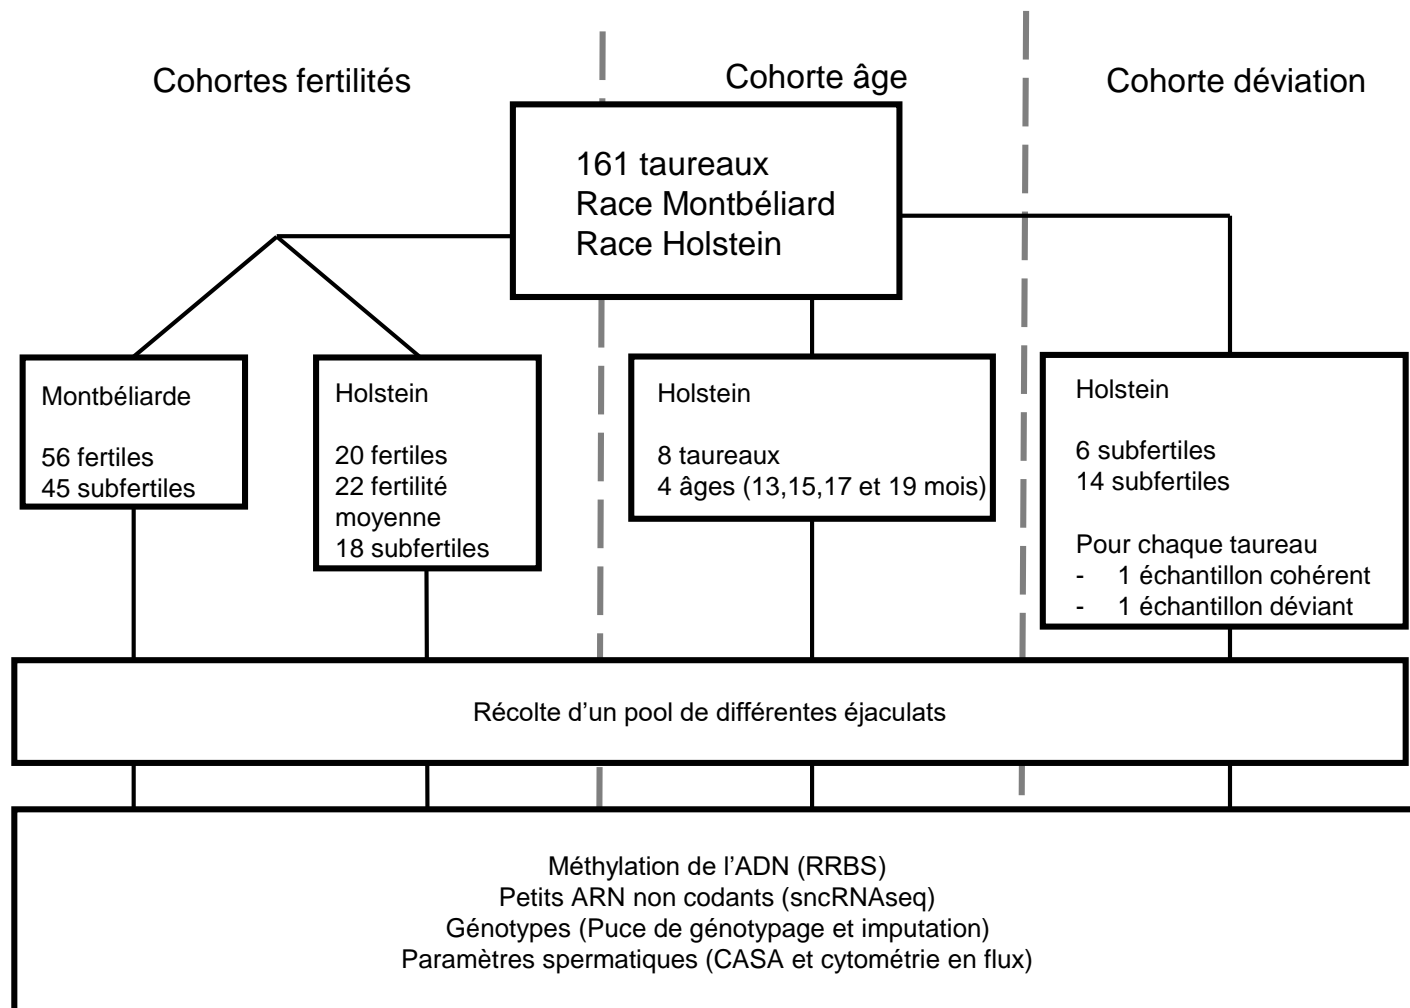 Cohortes fertilités
Cohorte âge
Cohorte déviation
161 taureaux
Race Montbéliard
Race Holstein
Montbéliarde
56 fertiles
45 subfertiles
Holstein
20 fertiles
22 fertilité
moyenne
18 subfertiles
Holstein
8 taureaux
4 âges (13,15,17 et 19 mois)
Holstein
6 subfertiles
14 subfertiles
Pour chaque taureau
- 1 échantillon cohérent
- 1 échantillon déviant
Récolte d’un pool de différentes éjaculats
Méthylation de l’ADN (RRBS)
Petits ARN non codants (sncRNAseq)
Génotypes (Puce de génotypage et imputation)
Paramètres spermatiques (CASA et cytométrie en flux)